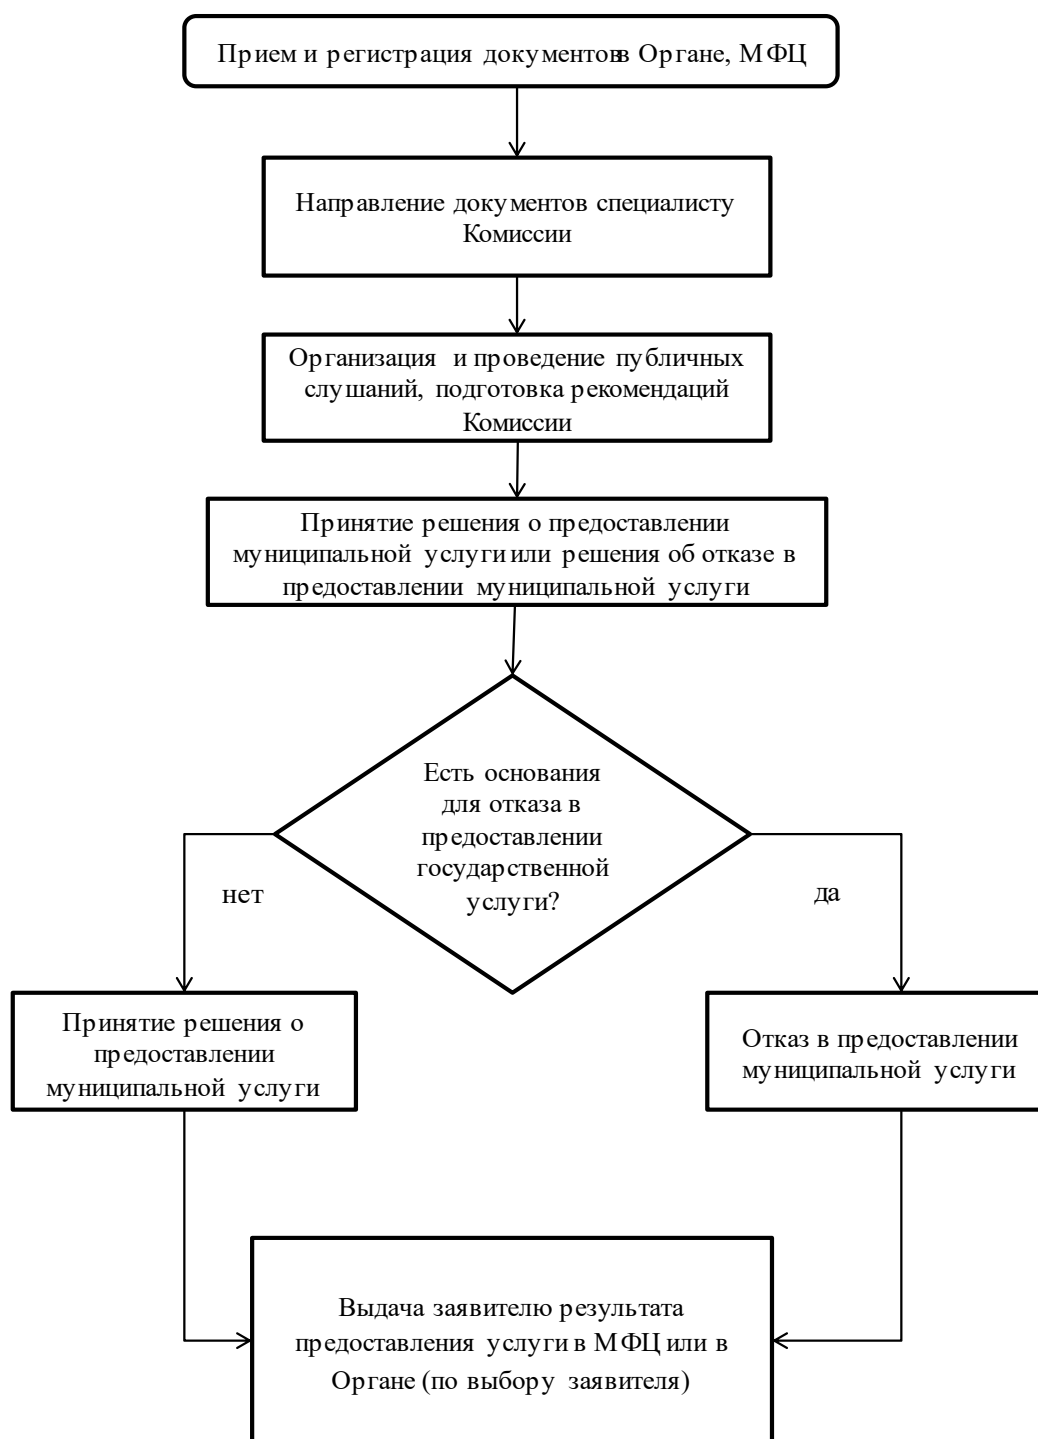 Прием и регистрация документов в Органе, МФЦ
Направление документов специалисту
Комиссии
Организация и проведение публичных
слушаний, подготовка рекомендаций
Комиссии
Принятие решения о предоставлении
муниципальной услуги или решения об отказе в
предоставлении муниципальной услуги
Есть основания
для отказа в
предоставлении
государственной
услуги?
нет
да
Принятие решения о
предоставлении
муниципальной услуги
Отказ в предоставлении
муниципальной услуги
Выдача заявителю результата
предоставления услуги в МФЦ или в
Органе (по выбору заявителя)